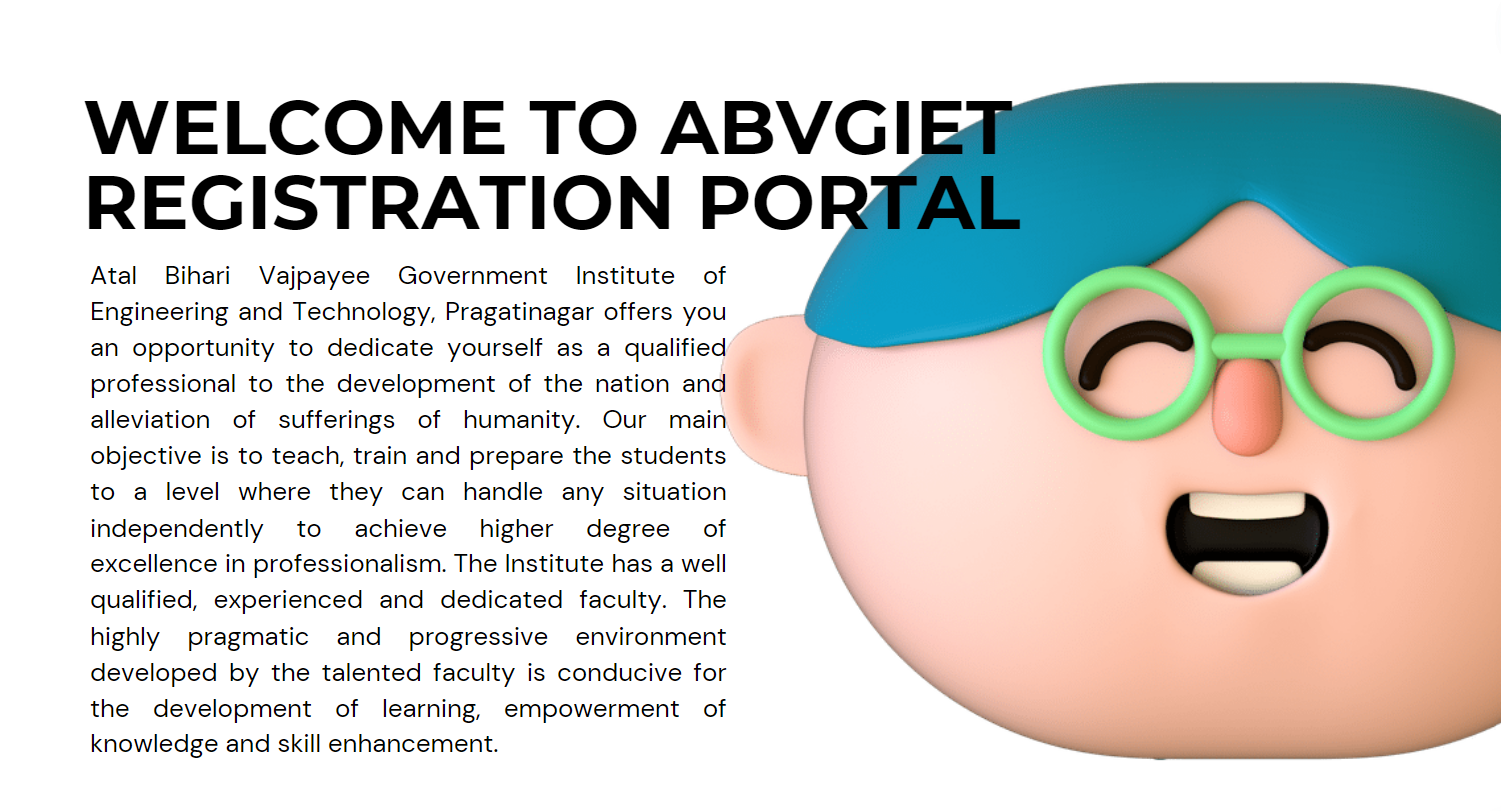 WELCOME TO ABVGIET
REGISTRATION PORTAL
Atal Bihari Vajpayee Government Institute of
Engineering and Technology, Pragatinagar offers you
an opportunity to dedicate yourself as a qualified
professional to the development of the nation and
alleviation of sufferings of humanity. Our main
objective is to teach, train and prepare the students
to a level where they can handle any situation
independently to achieve higher degree of
excellence in professionalism. The Institute has a well
qualified, experienced and dedicated faculty. The
highly pragmatic and progressive environment
developed by the talented faculty is conducive for
the development of learning, empowerment of
knowledge and skill enhancement.